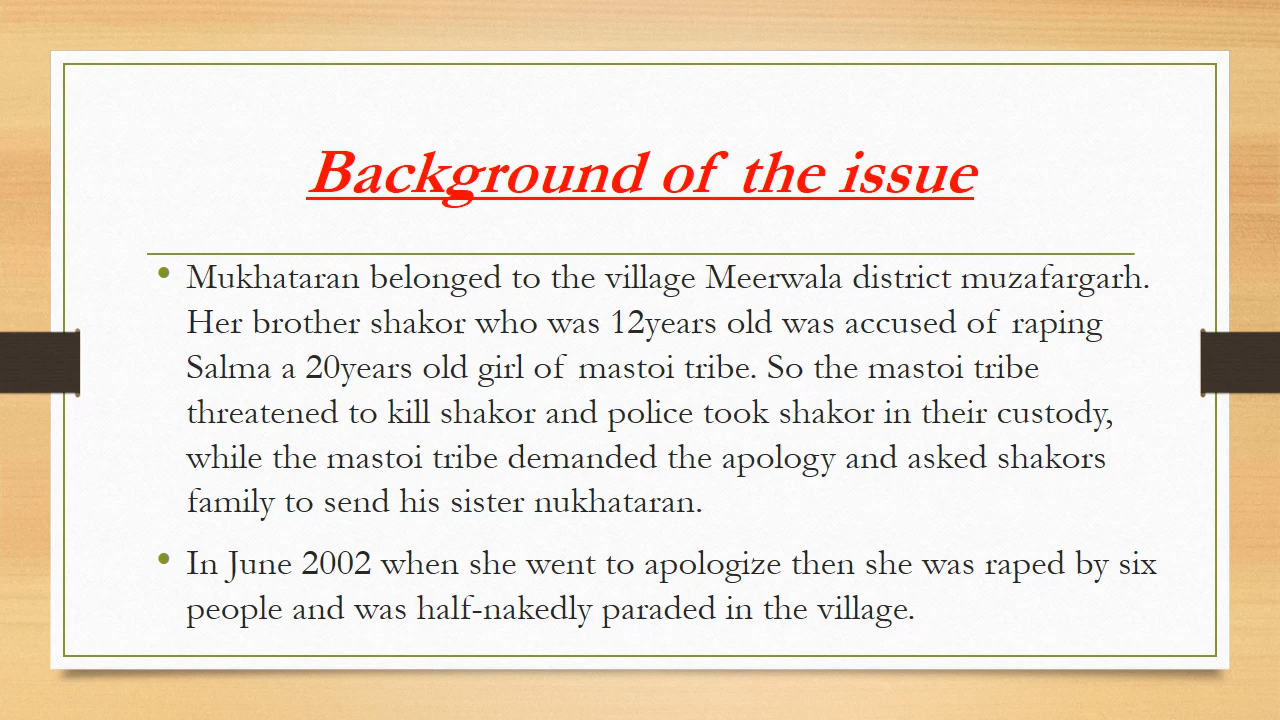 Background of the issue
• Mukhataran belonged to the village Meerwala district muzafargarh.
Her brother shakor who was 12years old was accused of raping
Salma a 20years old girl of mastoi tribe. So the mastoi tribe
threatened to kill shakor and police took shakor in their custody,
while the mastoi tribe demanded the apology and asked shakors
family to send his sister nukhataran.
• In June 2002 when she went to apologize then she was raped by six
people and was half-nakedly paraded in the village.